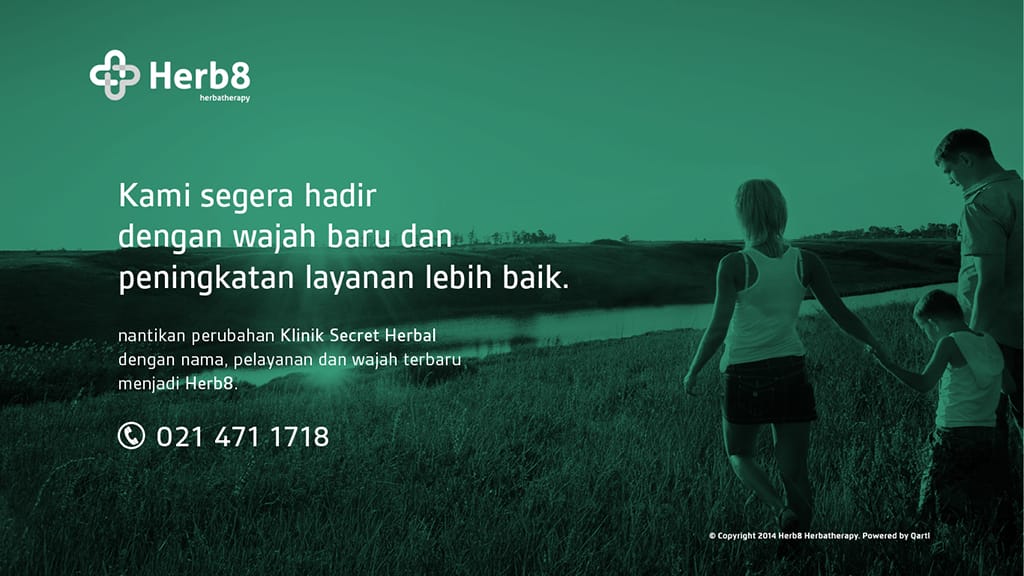 Herb8
herbatherapy
Kami segera hadir
dengan wajah baru dan
peningkatan layanan lebih baik.
nantikan perubahan Klinik Secret Herbal
dengan nama, pelayanan dan wajah terbaru
menjadi Herb8.
021 471 1718
© Copyright 2014 Herb8 Herbatherapy. Powered by Qartl